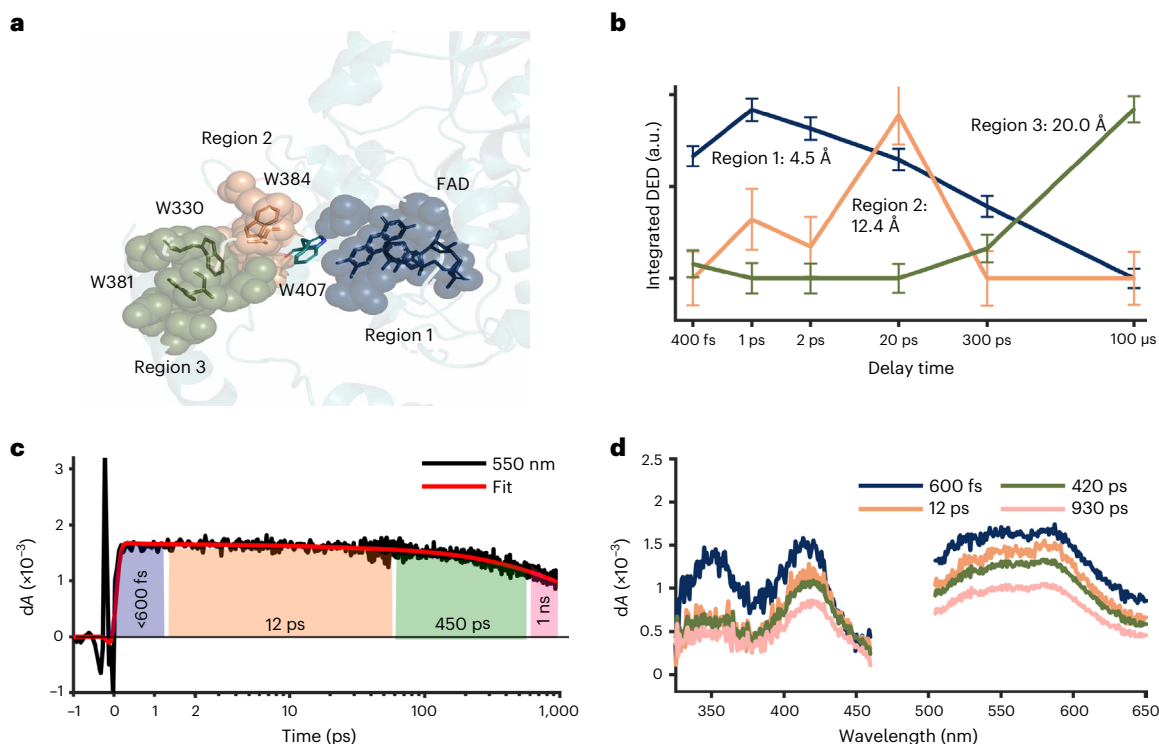 a
Region 2
W384
FAD
W330
W381
W407
Region 1
Region 3
b
Integrated DED (a.u.)
Region 3: 20.0 Å
Region 1: 4.5 Å
Region 2:
12.4 Å
400 fs 1 ps 2 ps 20 ps 300 ps 100 µs
Delay time
c
dA (×10⁻³)
3
2
1
0
–1
550 nm
Fit
<600 fs
12 ps
450 ps
1 ns
–1 0 1 2 10 100 1,000
Time (ps)
d
dA (×10⁻³)
2.5
2.0
1.5
1.0
0.5
0
600 fs 420 ps
12 ps 930 ps
350 400 450 500 550 600 650
Wavelength (nm)